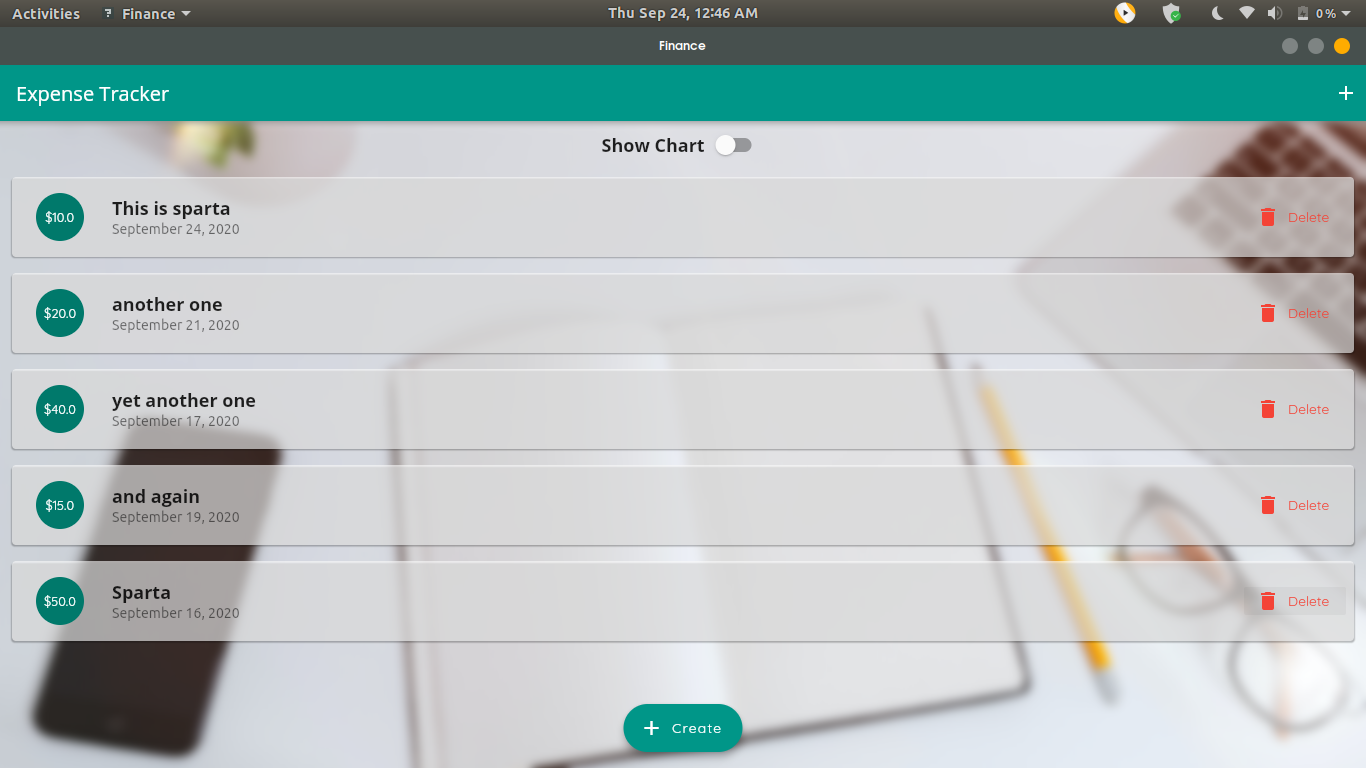 Activities Finance Thu Sep 24, 12:46 AM 0 %
Finance
Expense Tracker
Show Chart
$10.0 This is sparta Delete
September 24, 2020
$20.0 another one Delete
September 21, 2020
$40.0 yet another one Delete
September 17, 2020
$15.0 and again Delete
September 19, 2020
$50.0 Sparta Delete
September 16, 2020
+ Create